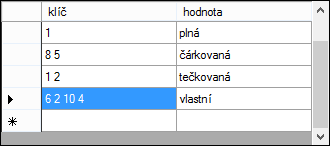 klíč hodnota
1 plná
8 5 čárkovaná
1 2 tečkovaná
6 2 10 4 vlastní